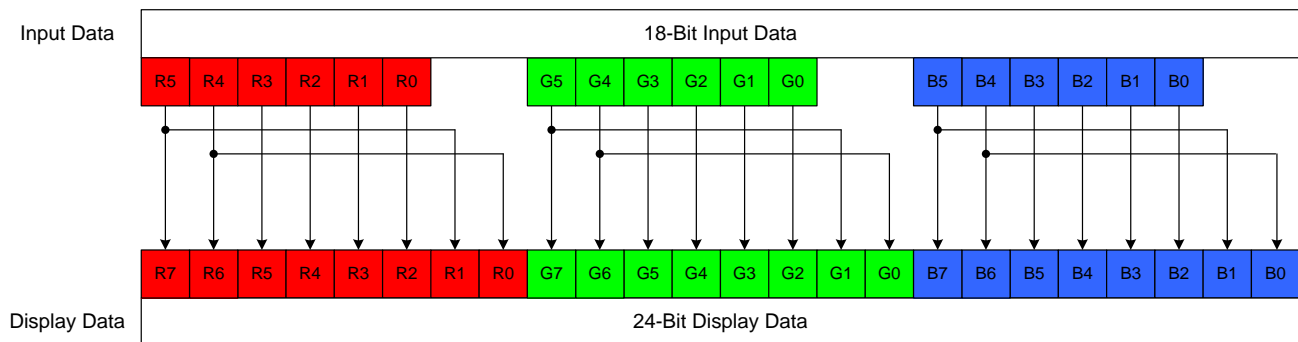 Input Data
18-Bit Input Data
R5 R4 R3 R2 R1 R0 G5 G4 G3 G2 G1 G0 B5 B4 B3 B2 B1 B0
R7 R6 R5 R4 R3 R2 R1 R0 G7 G6 G5 G4 G3 G2 G1 G0 B7 B6 B5 B4 B3 B2 B1 B0
Display Data
24-Bit Display Data